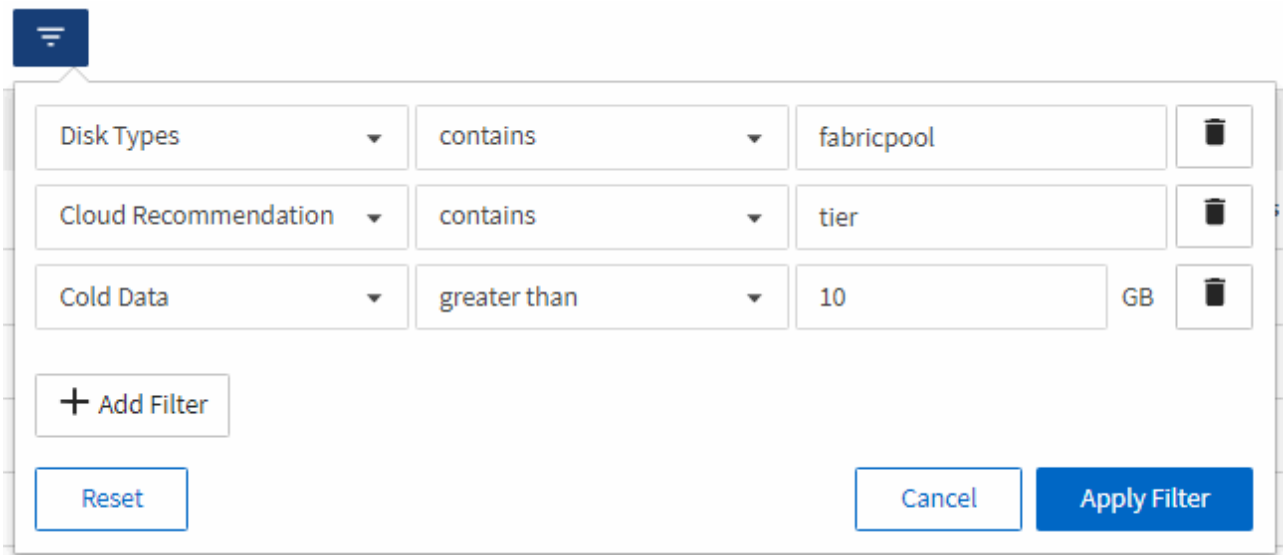 Disk Types contains fabricpool
Cloud Recommendation contains tier
Cold Data greater than 10 GB
+ Add Filter
Reset Cancel Apply Filter